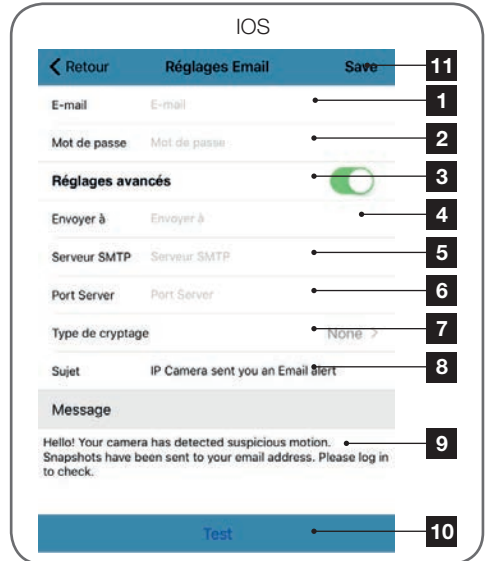 IOS
Retour Réglages Email Save 11
E-mail E-mail 1
Mot de passe Mot de passe 2
Réglages avancés 3
Envoyer à Envoyer à 4
Serveur SMTP Serveur SMTP 5
Port Server Port Server 6
Type de cryptage None 7
Sujet IP Camera sent you an Email alert 8
Message
Hello! Your camera has detected suspicious motion. 9
Snapshots have been sent to your email address. Please log in
to check.
Test 10